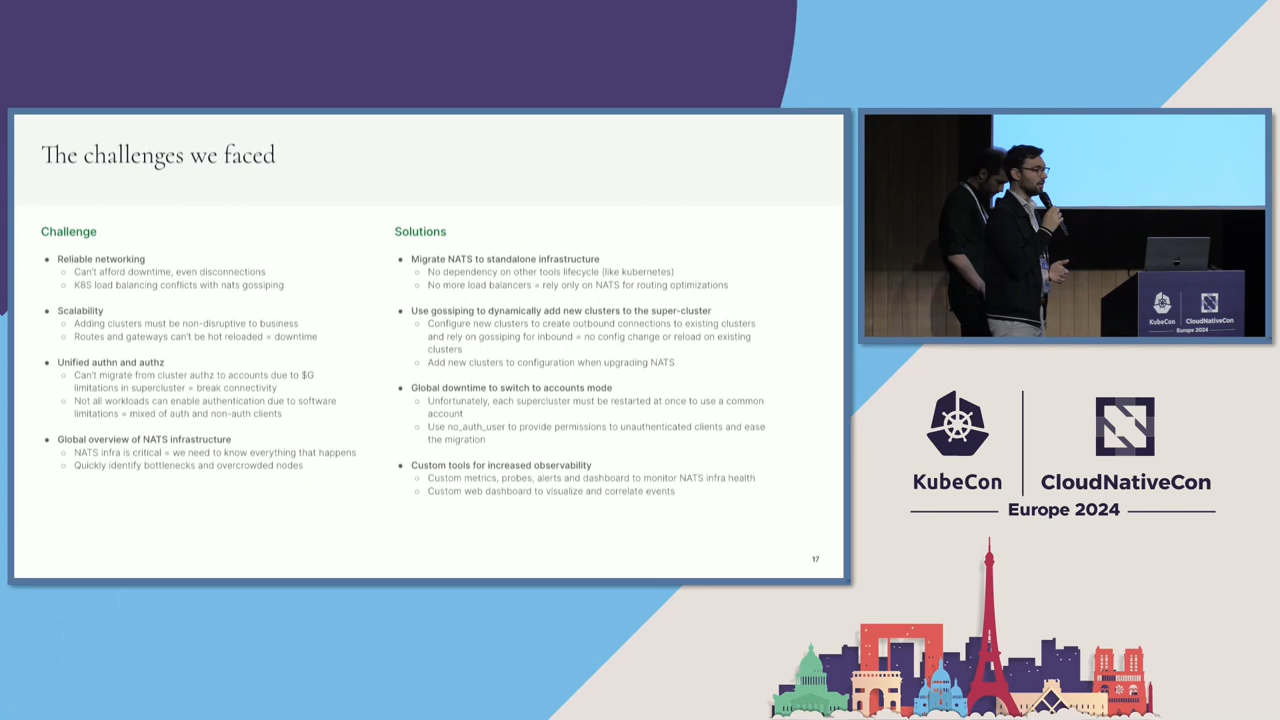 The challenges we faced
Challenge
Reliable networking
Can't afford downtime, even disconnections
K8S load balancing conflicts with nats gossiping
Scalability
Adding clusters must be non-disruptive to business
Routes and gateways can't be hot reloaded = downtime
Unified authn and authz
Can't migrate from cluster authz to accounts due to $G
limitations in supercluster = break connectivity
Not all workloads can enable authentication due to software
limitations = mixed of auth and non-auth clients
Global overview of NATS infrastructure
NATS infra is critical = we need to know everything that happens
Quickly identify bottlenecks and overcrowded nodes
Solutions
Migrate NATS to standalone infrastructure
No dependency on other tools lifecycle (like kubernetes)
No more load balancers = rely only on NATS for routing optimizations
Use gossiping to dynamically add new clusters to the super-cluster
Configure new clusters to create outbound connections to existing clusters
and rely on gossiping for inbound = no config change or reload on existing
clusters
Add new clusters to configuration when upgrading NATS
Global downtime to switch to accounts mode
Unfortunately, each supercluster must be restarted at once to use a common
account
Use no_auth_user to provide permissions to unauthenticated clients and ease
the migration
Custom tools for increased observability
Custom metrics, probes, alerts and dashboard to monitor NATS infra health
Custom web dashboard to visualize and correlate events
17
KubeCon
CloudNativeCon
Europe 2024
KubeCon
CloudNativeCon
Europe 2024